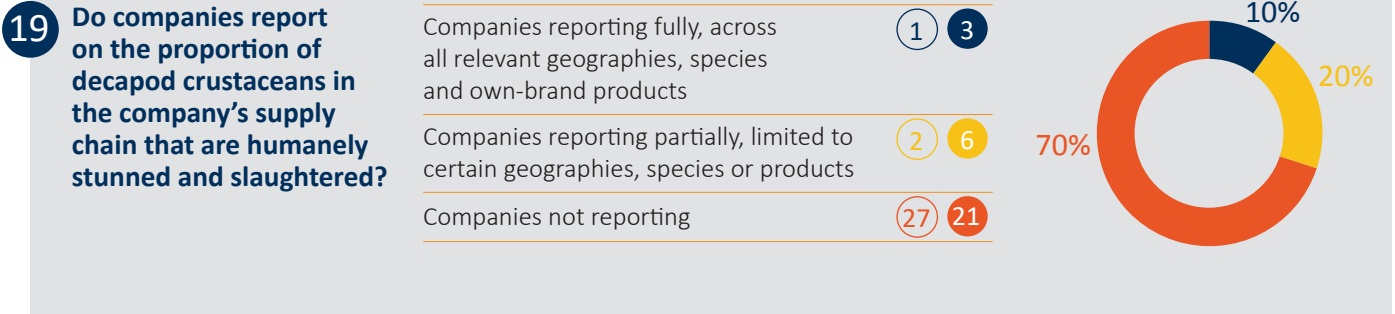 19
Do companies report
on the proportion of
decapod crustaceans in
the company's supply
chain that are humanely
stunned and slaughtered?
Companies reporting fully, across
all relevant geographies, species
and own-brand products
1 3
Companies reporting partially, limited to
certain geographies, species or products
2 6
Companies not reporting
27 21
10%
20%
70%